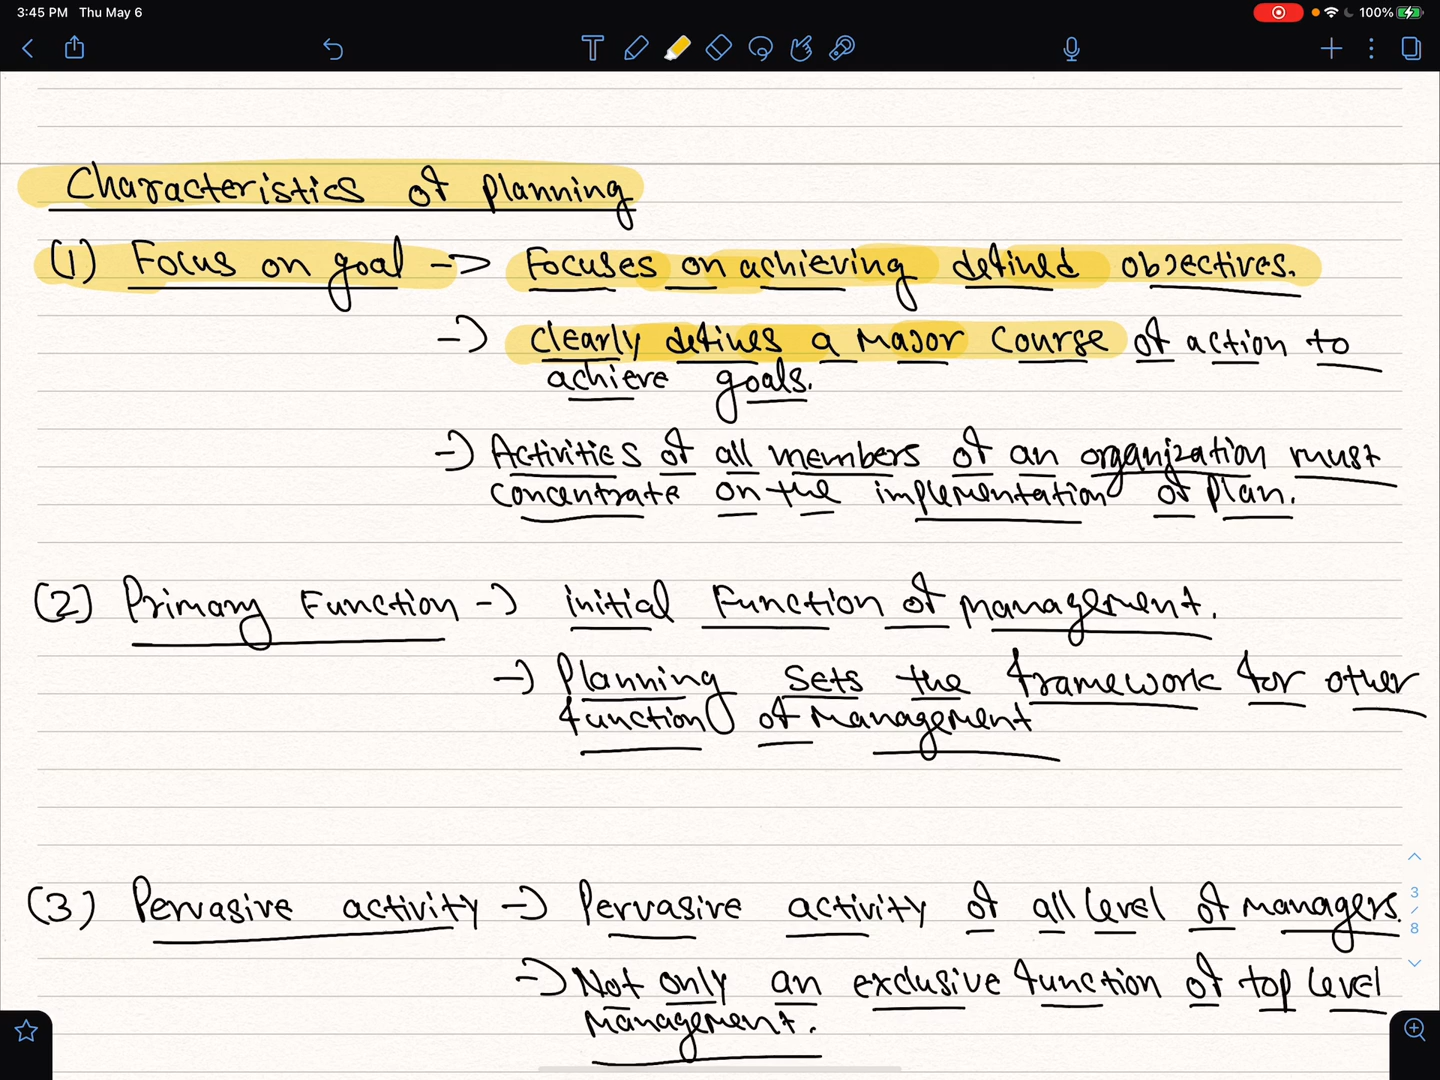 3:45 PM Thu May 6
100%
Characteristics of planning
(1) Focus on goal -> Focuses on achieving defined objectives.
-> Clearly defines a major course of action to
achieve goals.
-> Activities of all members of an organization must
concentrate on the implementation of plan.
(2) Primary Function -> initial Function of management.
-> Planning sets the framework for other
function of management
(3) Pervasive activity -> Pervasive activity of all level of managers.
-> Not only an exclusive function of top level
management.
3
/
8